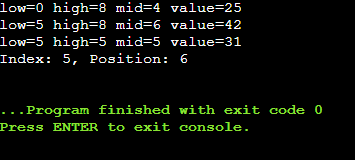 low=0 high=8 mid=4 value=25
low=5 high=8 mid=6 value=42
low=5 high=5 mid=5 value=31
Index: 5, Position: 6
...Program finished with exit code 0
Press ENTER to exit console.